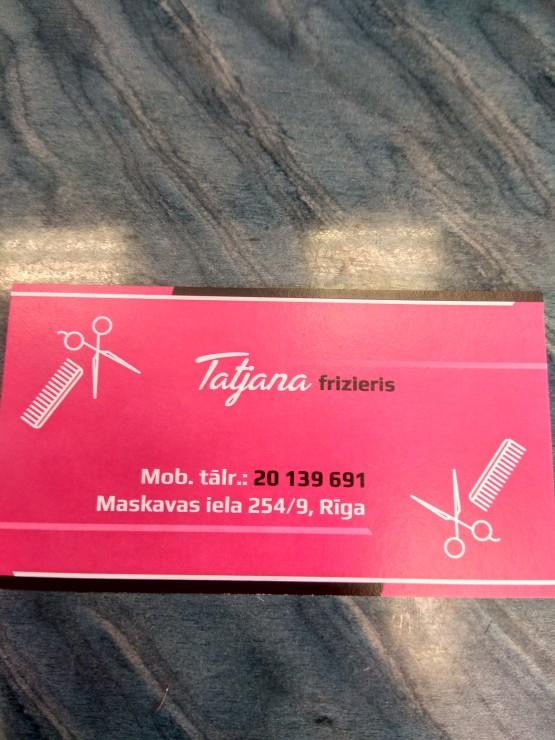 Tatjana frizieris
Mob. tālr.: 20 139 691
Maskavas iela 254/9, Rīga